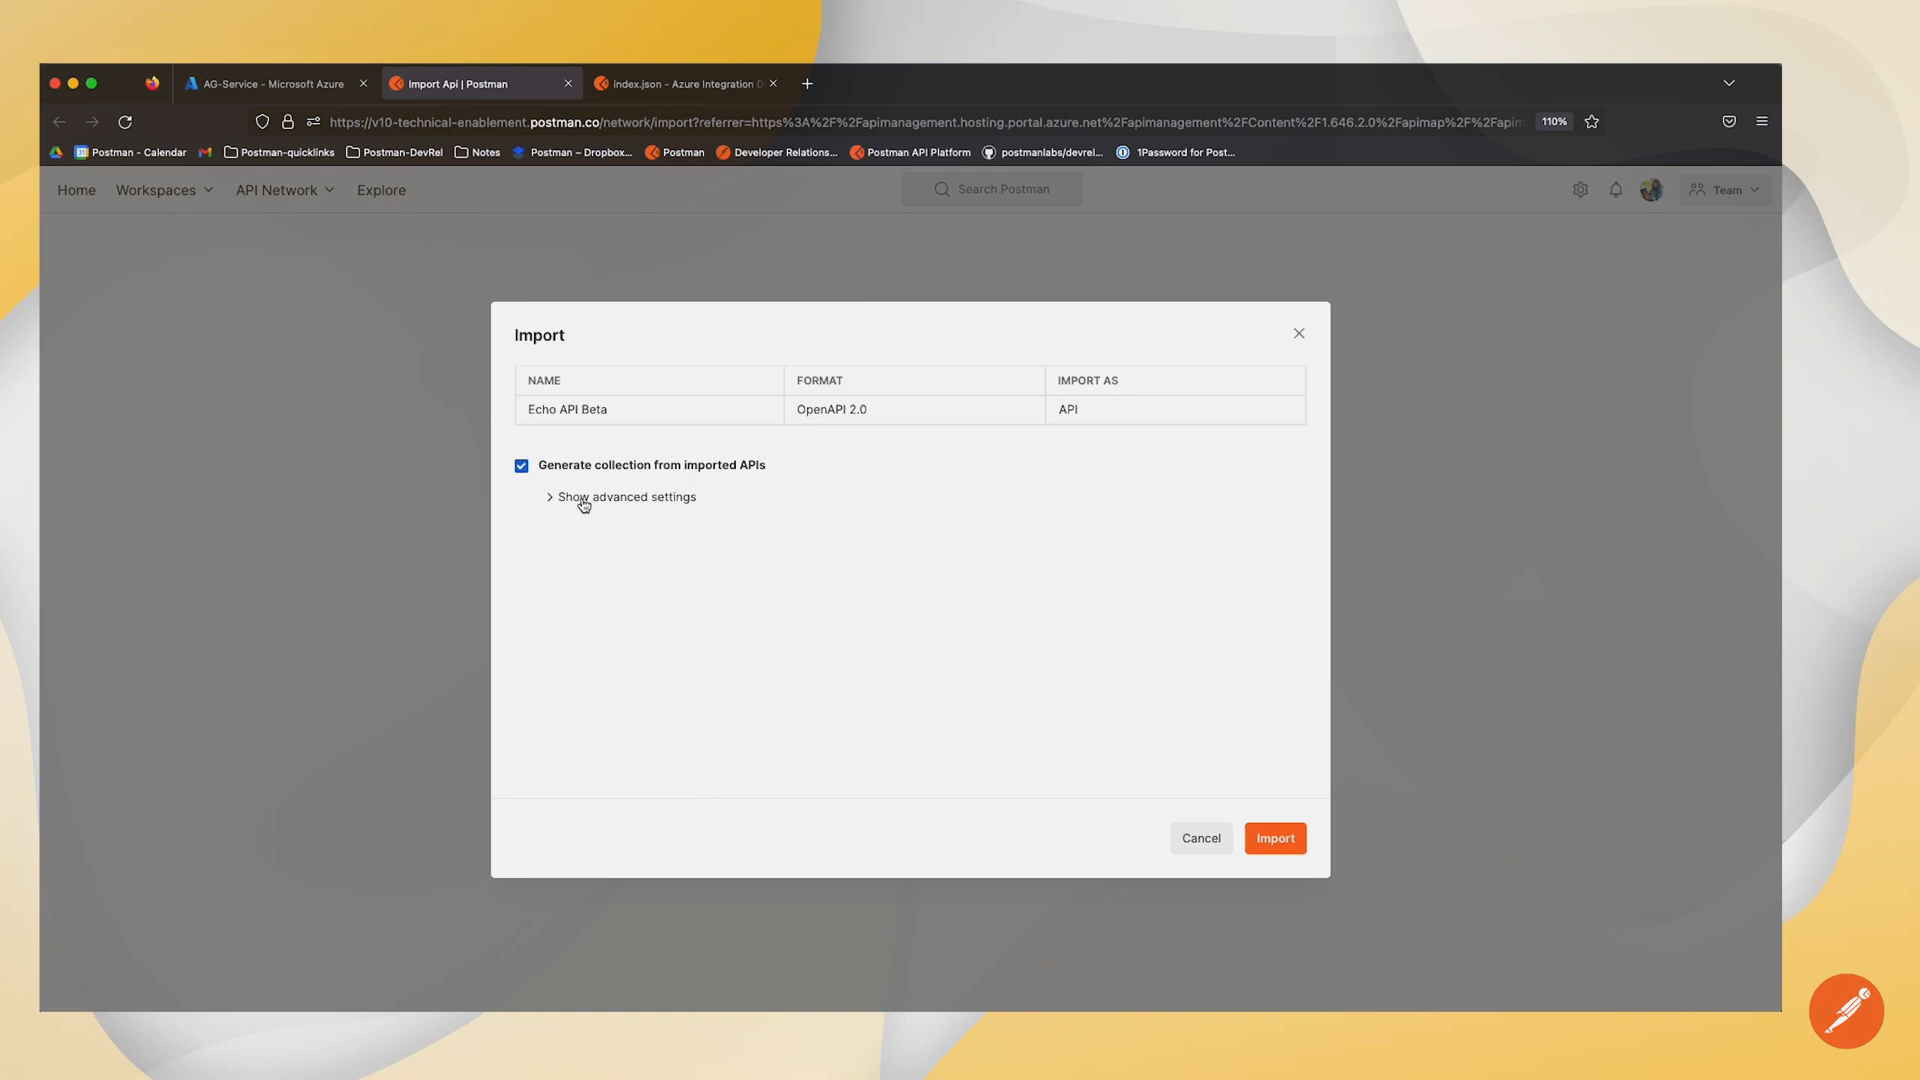 AG-Service - Microsoft Azure
Import Api | Postman
index.json - Azure Integration D
https://v10-technical-enablement.postman.co/network/import?referrer=https%3A%2F%2Fapimanagement.hosting.portal.azure.net%2Fapimanagement%2FContent%2F1.646.2.0%2Fapimap%2F%2Fapim
110%
Postman - Calendar
Postman-quicklinks
Postman-DevRel
Notes
Postman – Dropbox...
Postman
Developer Relations...
Postman API Platform
postmanlabs/devrel...
1Password for Post...
Home
Workspaces
API Network
Explore
Search Postman
Team
Import
NAME FORMAT IMPORT AS
Echo API Beta OpenAPI 2.0 API
Generate collection from imported APIs
Show advanced settings
Cancel
Import